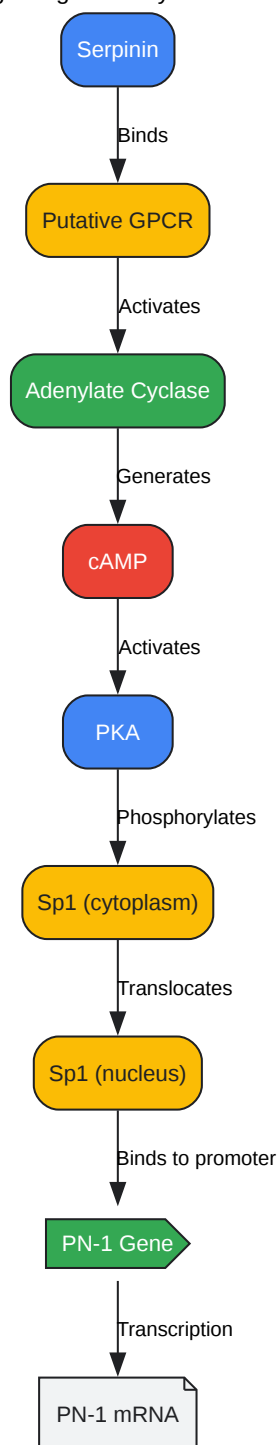 Serpinin
Binds
Putative GPCR
Activates
Adenylate Cyclase
Generates
cAMP
Activates
PKA
Phosphorylates
Sp1 (cytoplasm)
Translocates
Sp1 (nucleus)
Binds to promoter
PN-1 Gene
Transcription
PN-1 mRNA